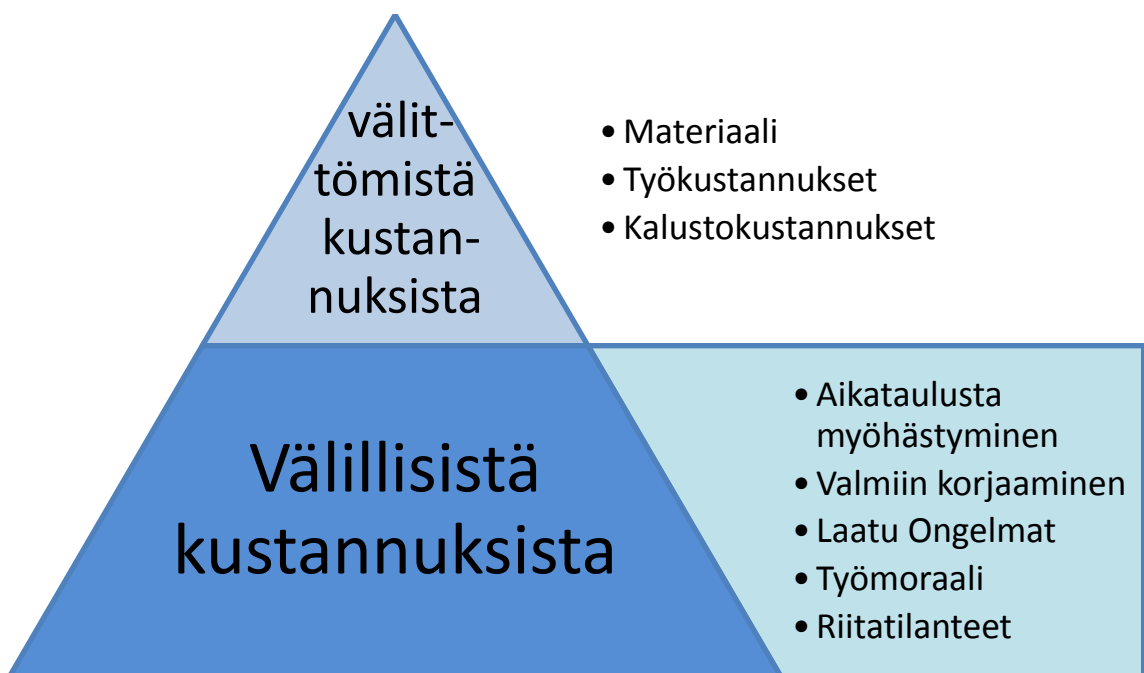 välit-
tömistä
kustan-
nuksista
• Materiaali
• Työkustannukset
• Kalustokustannukset
Välillisistä
kustannuksista
• Aikataulusta
myöhästyminen
• Valmiin korjaaminen
• Laatu Ongelmat
• Työmoraali
• Riitatilanteet